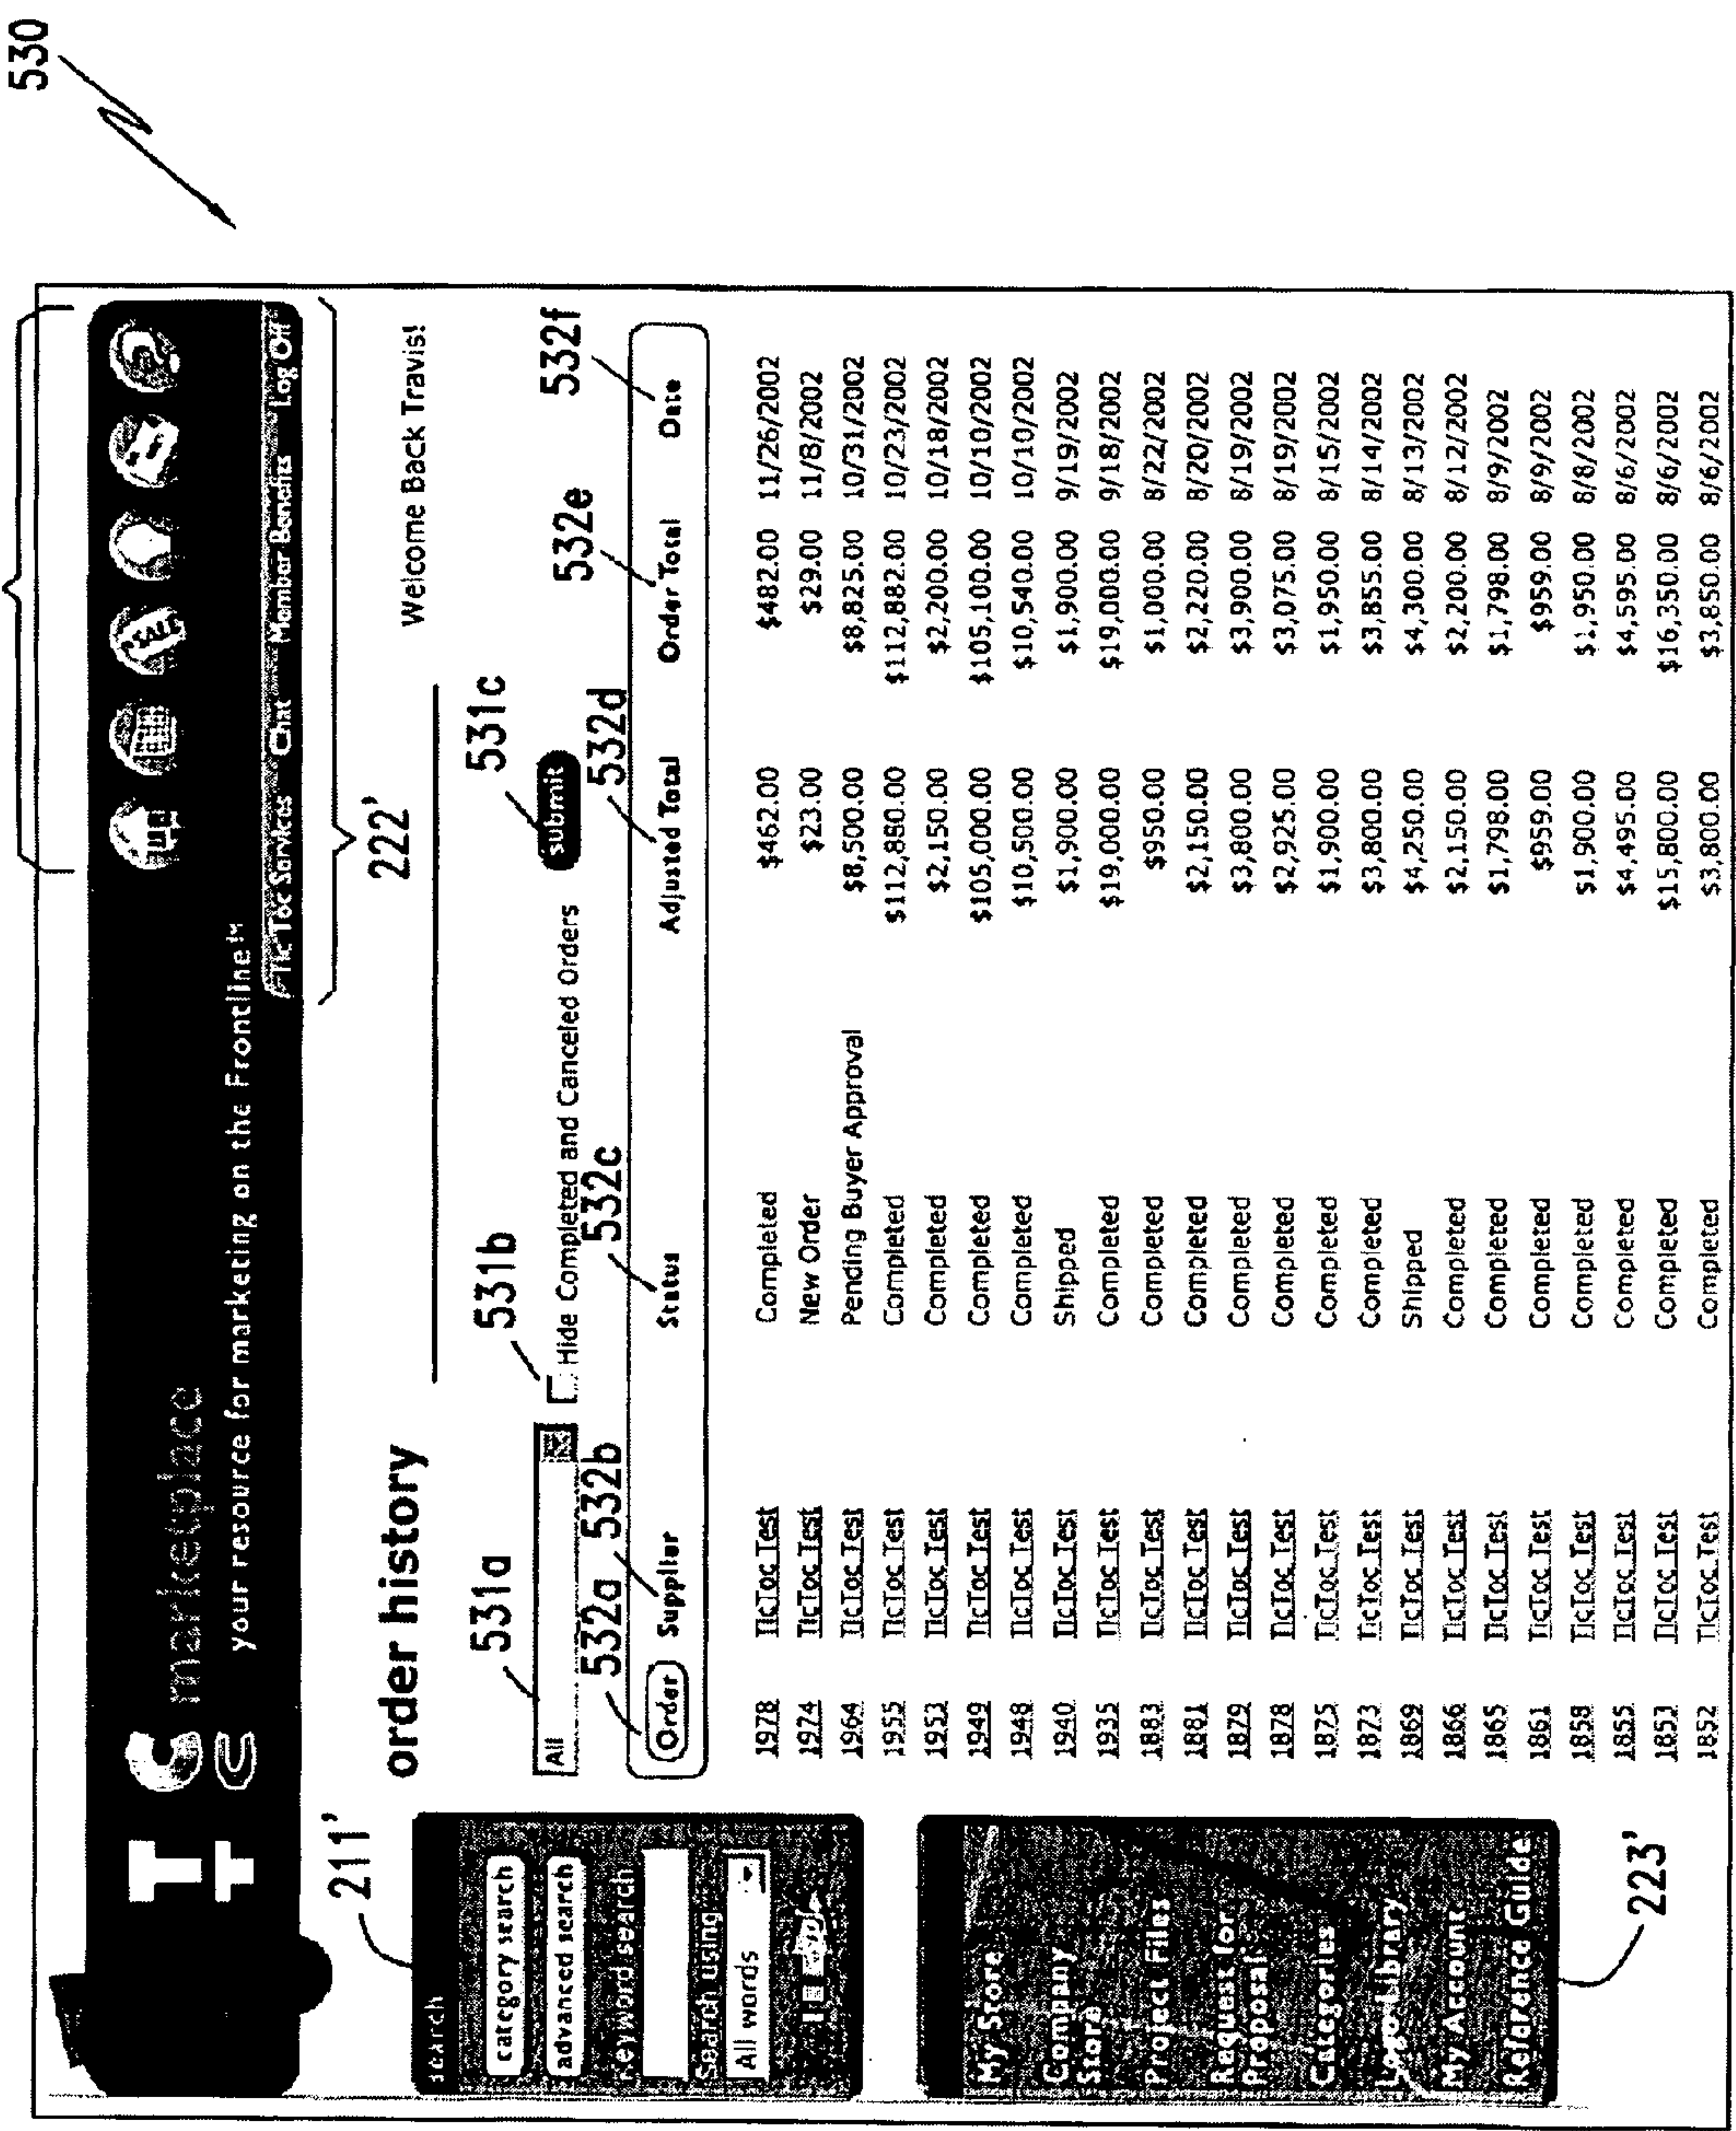 530
T C marketplace
T C your resource for marketing on the Frontline™
SALE
Tic Toc Services Chat Member Benefits Log Off
222'
211'
Welcome Back Travis!
order history
search
category search
advanced search
Keyword search
Search using
All words
531a
531b
531c
All
Hide Completed and Canceled Orders
submit
532a 532b 532c 532d 532e 532f
Order Supplier Status Adjusted Total Order Total Date
1978 TicToc Test Completed $462.00 $482.00 11/26/2002
1974 TicToc Test New Order $23.00 $29.00 11/8/2002
1964 TicToc Test Pending Buyer Approval $8,500.00 $8,825.00 10/31/2002
1955 TicToc Test Completed $112,850.00 $112,882.00 10/23/2002
1953 TicToc Test Completed $2,150.00 $2,200.00 10/18/2002
1949 TicToc Test Completed $105,000.00 $105,100.00 10/10/2002
1948 TicToc Test Completed $10,500.00 $10,540.00 10/10/2002
1940 TicToc Test Shipped $1,900.00 $1,900.00 9/19/2002
1935 TicToc Test Completed $19,000.00 $19,000.00 9/18/2002
1883 TicToc Test Completed $950.00 $1,000.00 8/22/2002
1881 TicToc Test Completed $2,150.00 $2,220.00 8/20/2002
1879 TicToc Test Completed $3,800.00 $3,900.00 8/19/2002
1878 TicToc Test Completed $2,925.00 $3,075.00 8/19/2002
1875 TicToc Test Completed $1,900.00 $1,950.00 8/15/2002
1873 TicToc Test Completed $3,800.00 $3,855.00 8/14/2002
1869 TicToc Test Shipped $4,250.00 $4,300.00 8/13/2002
1866 TicToc Test Completed $2,150.00 $2,200.00 8/12/2002
1865 TicToc Test Completed $1,798.00 $1,798.00 8/9/2002
1861 TicToc Test Completed $959.00 $959.00 8/9/2002
1858 TicToc Test Completed $1,900.00 $1,950.00 8/8/2002
1855 TicToc Test Completed $4,495.00 $4,595.00 8/6/2002
1853 TicToc Test Completed $15,800.00 $16,350.00 8/6/2002
1852 TicToc Test Completed $3,800.00 $3,850.00 8/6/2002
My Store
Company
Store
Project Files
Request for
Proposal
Categories
Logo Library
My Account
Reference Guide
223'